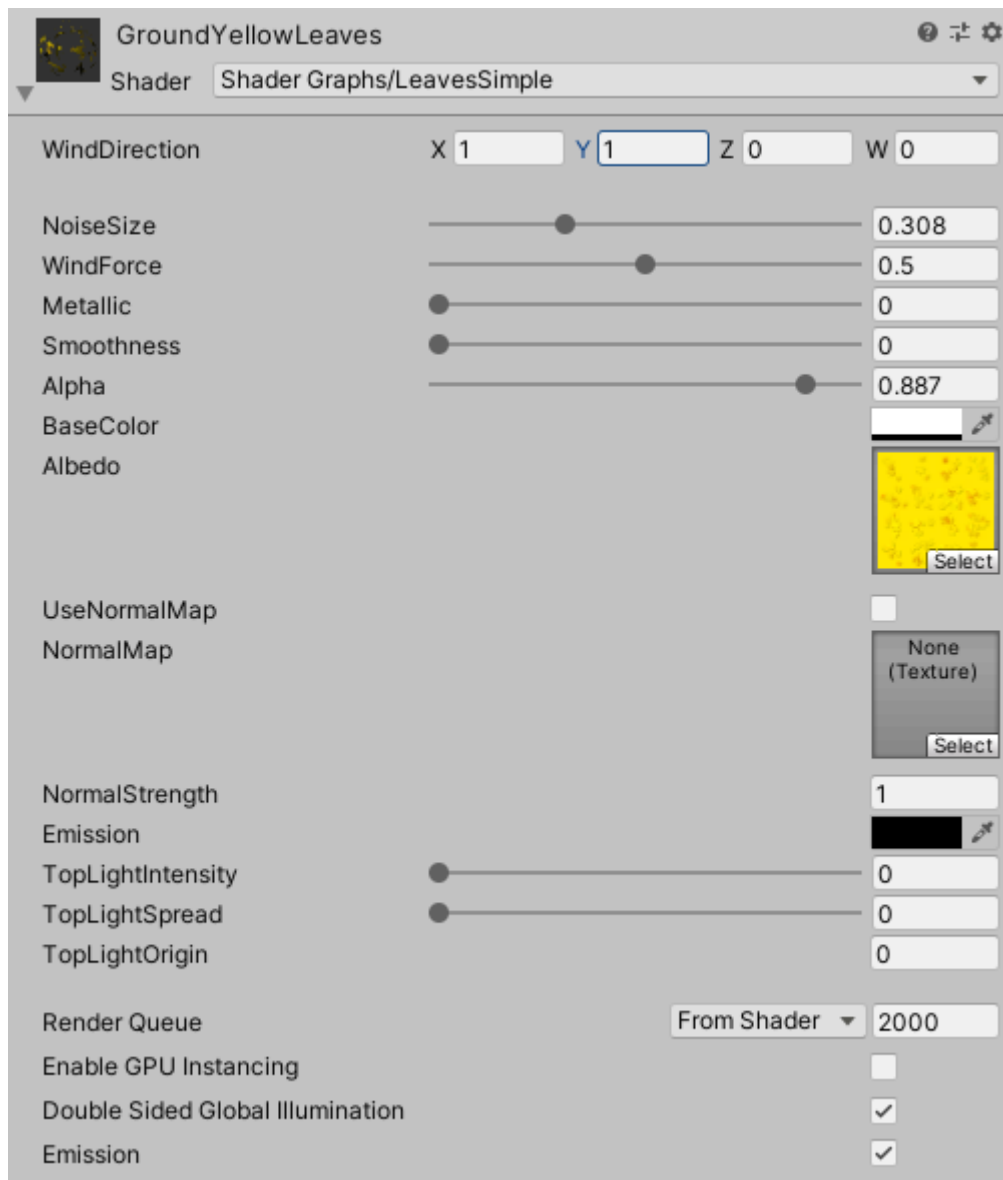 GroundYellowLeaves
Shader Shader Graphs/LeavesSimple
WindDirection X 1 Y 1 Z 0 W 0
NoiseSize 0.308
WindForce 0.5
Metallic 0
Smoothness 0
Alpha 0.887
BaseColor
Albedo
Select
UseNormalMap
NormalMap None
(Texture)
Select
NormalStrength 1
Emission
TopLightIntensity 0
TopLightSpread 0
TopLightOrigin 0
Render Queue From Shader 2000
Enable GPU Instancing
Double Sided Global Illumination
Emission